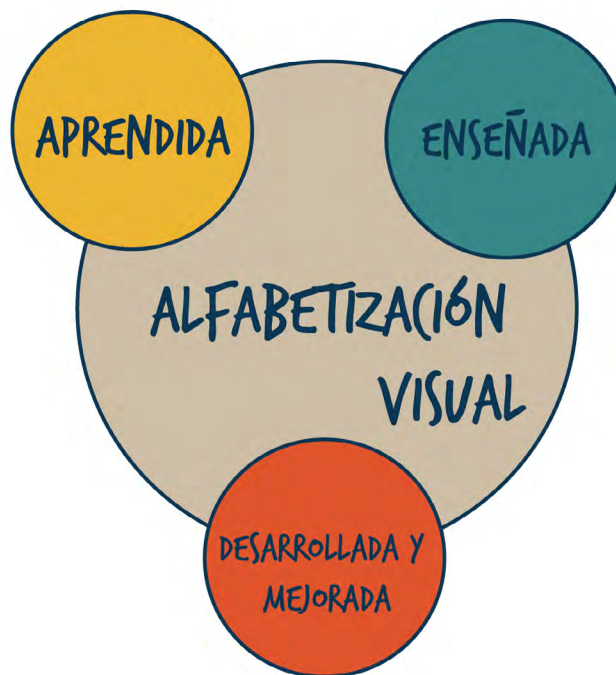 APRENDIDA
ENSEÑADA
ALFABETIZACIÓN
VISUAL
DESARROLLADA Y
MEJORADA